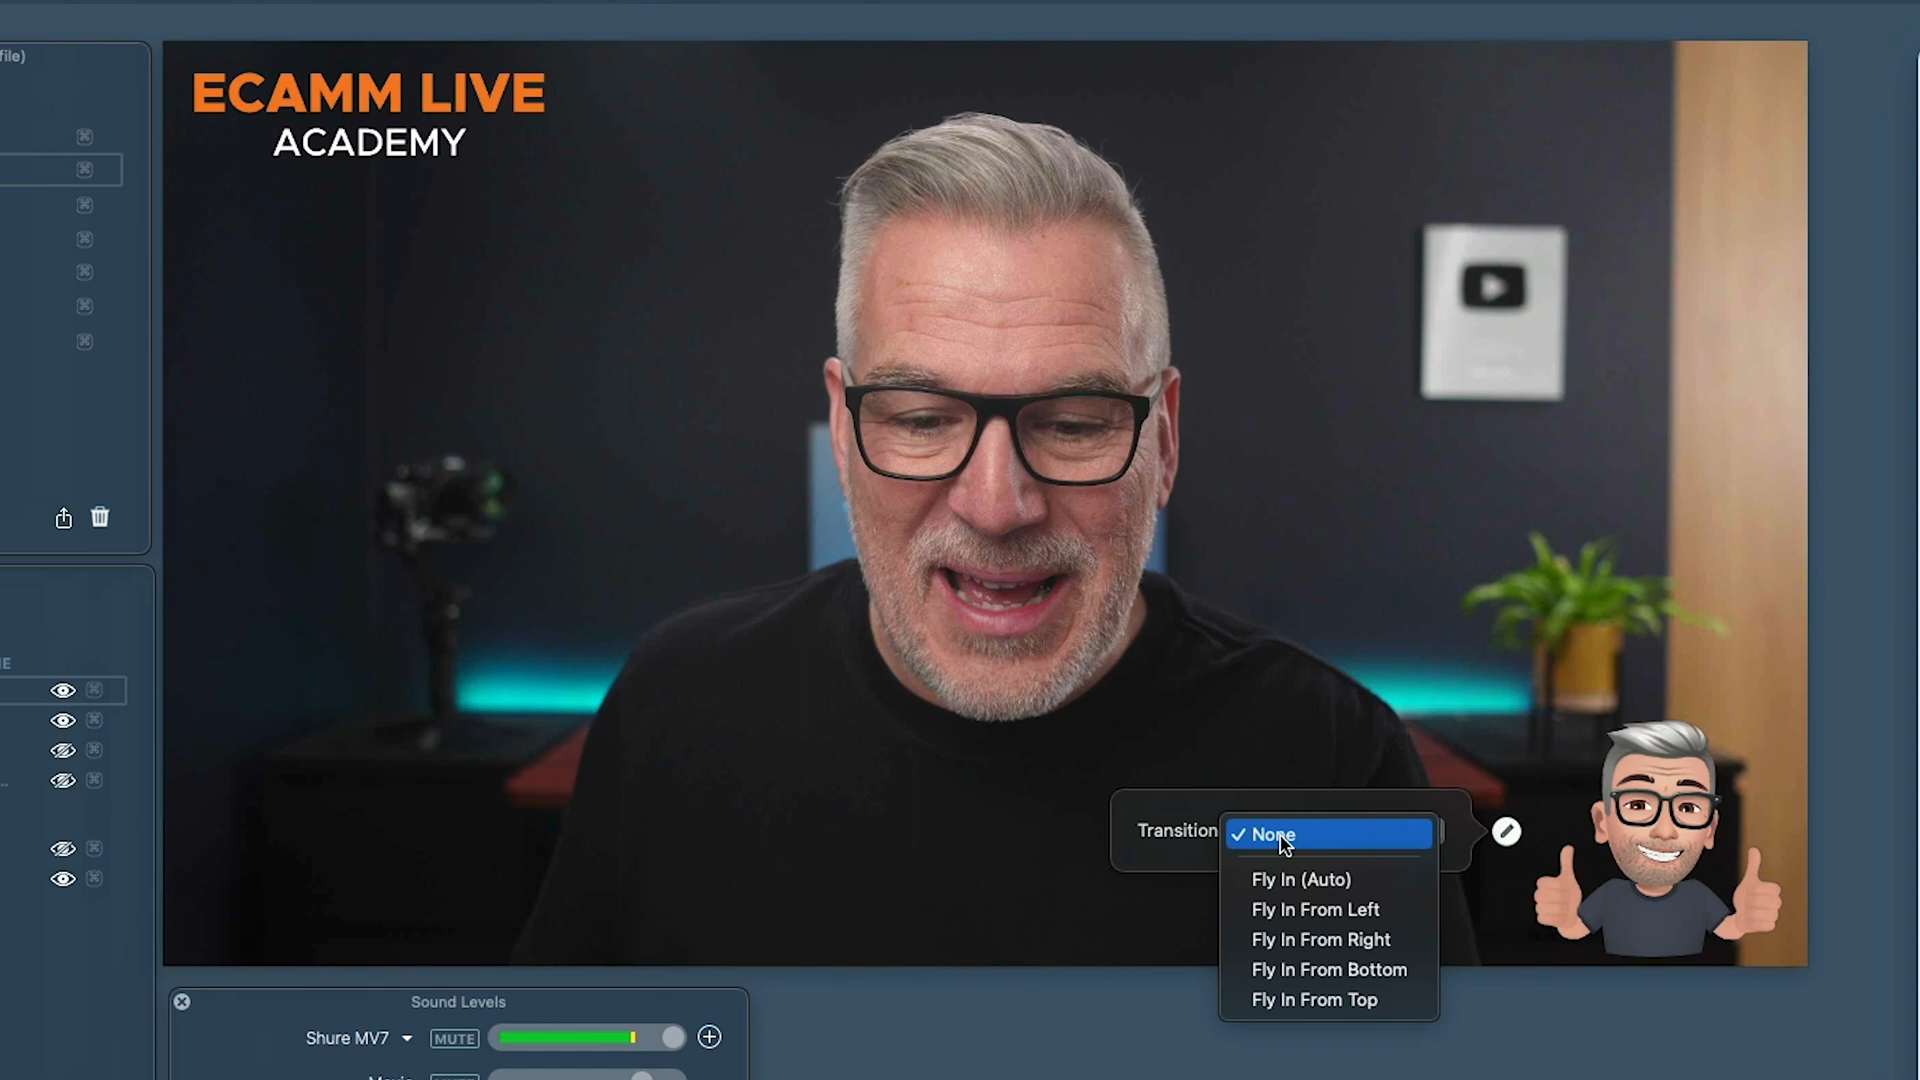 file)
ECAMM LIVE
ACADEMY
E
Transition
✓ None
Fly In (Auto)
Fly In From Left
Fly In From Right
Fly In From Bottom
Fly In From Top
Sound Levels
Shure MV7
MUTE